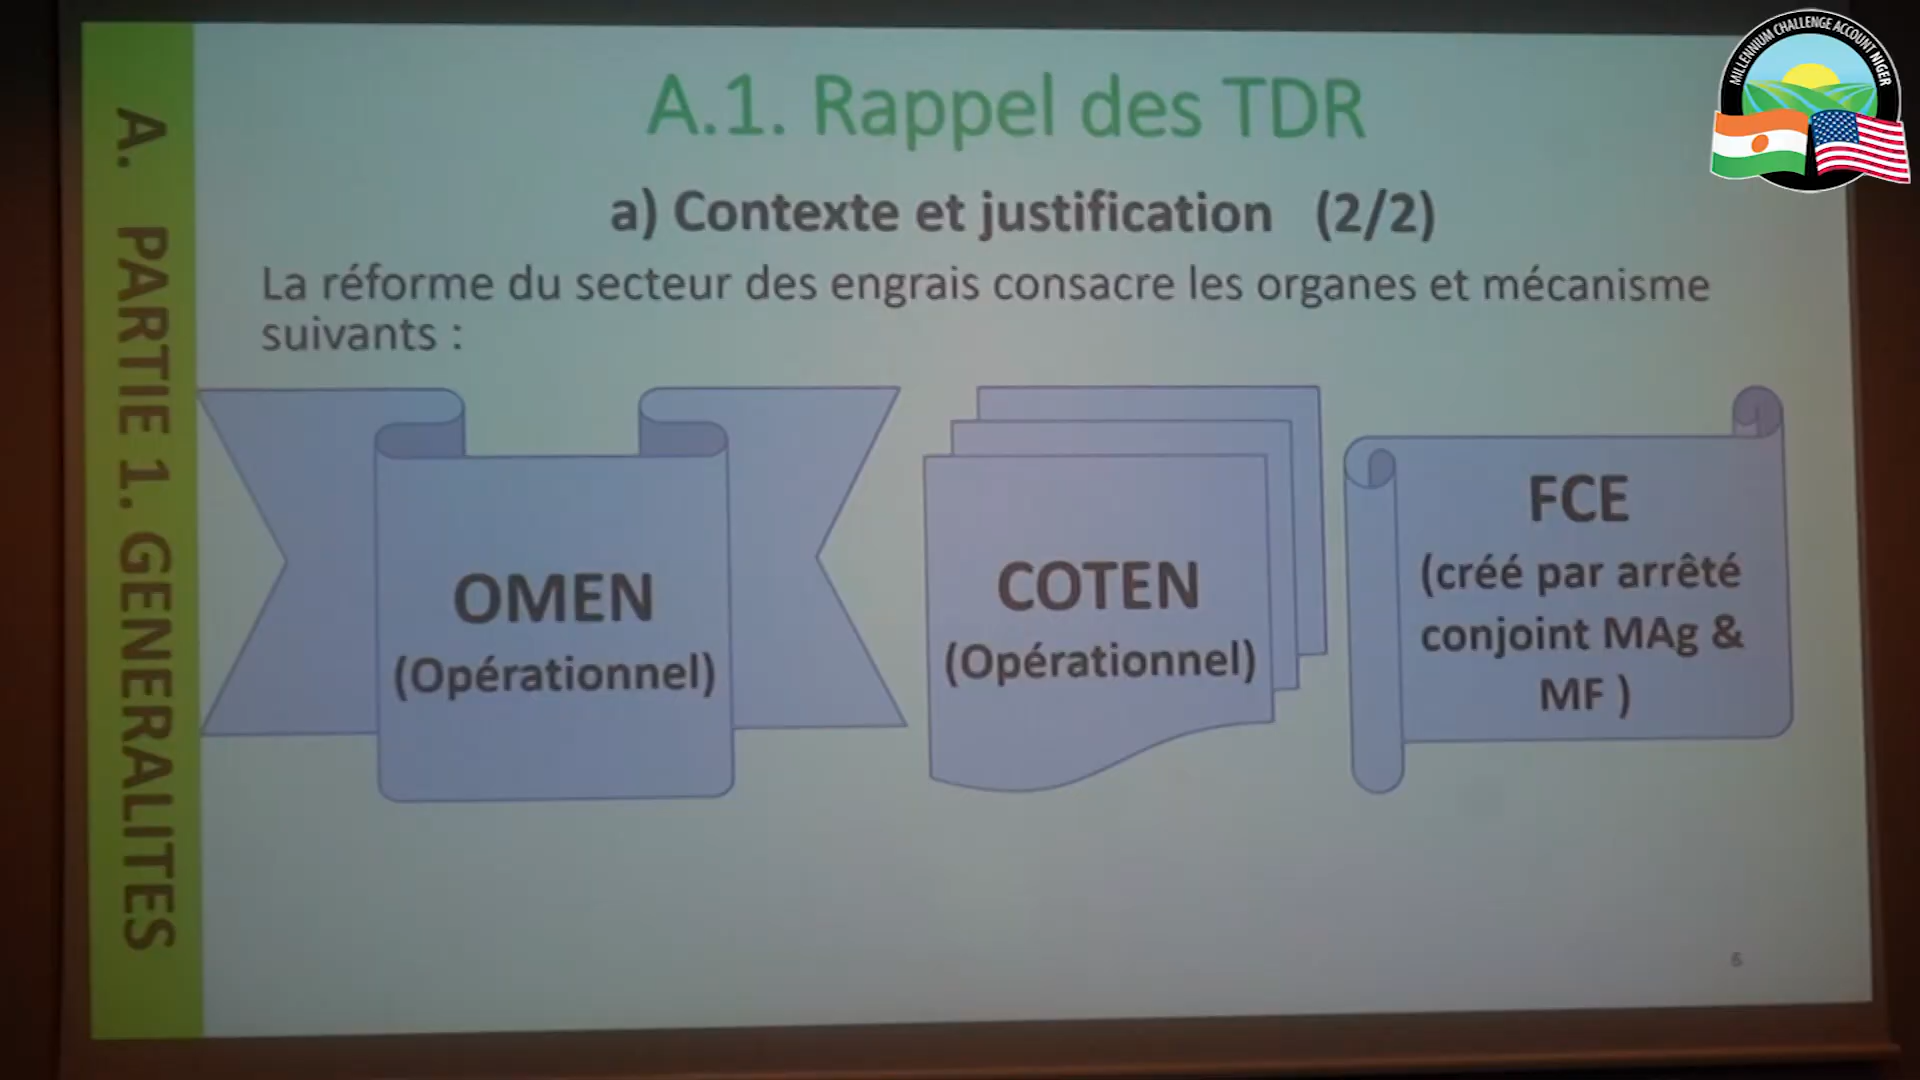 MILLENNIUM CHALLENGE ACCOUNT NIGER
A. PARTIE 1. GENERALITES
A.1. Rappel des TDR
a) Contexte et justification (2/2)
La réforme du secteur des engrais consacre les organes et mécanisme
suivants :
OMEN
(Opérationnel)
COTEN
(Opérationnel)
FCE
(créé par arrêté
conjoint MAg &
MF )
6